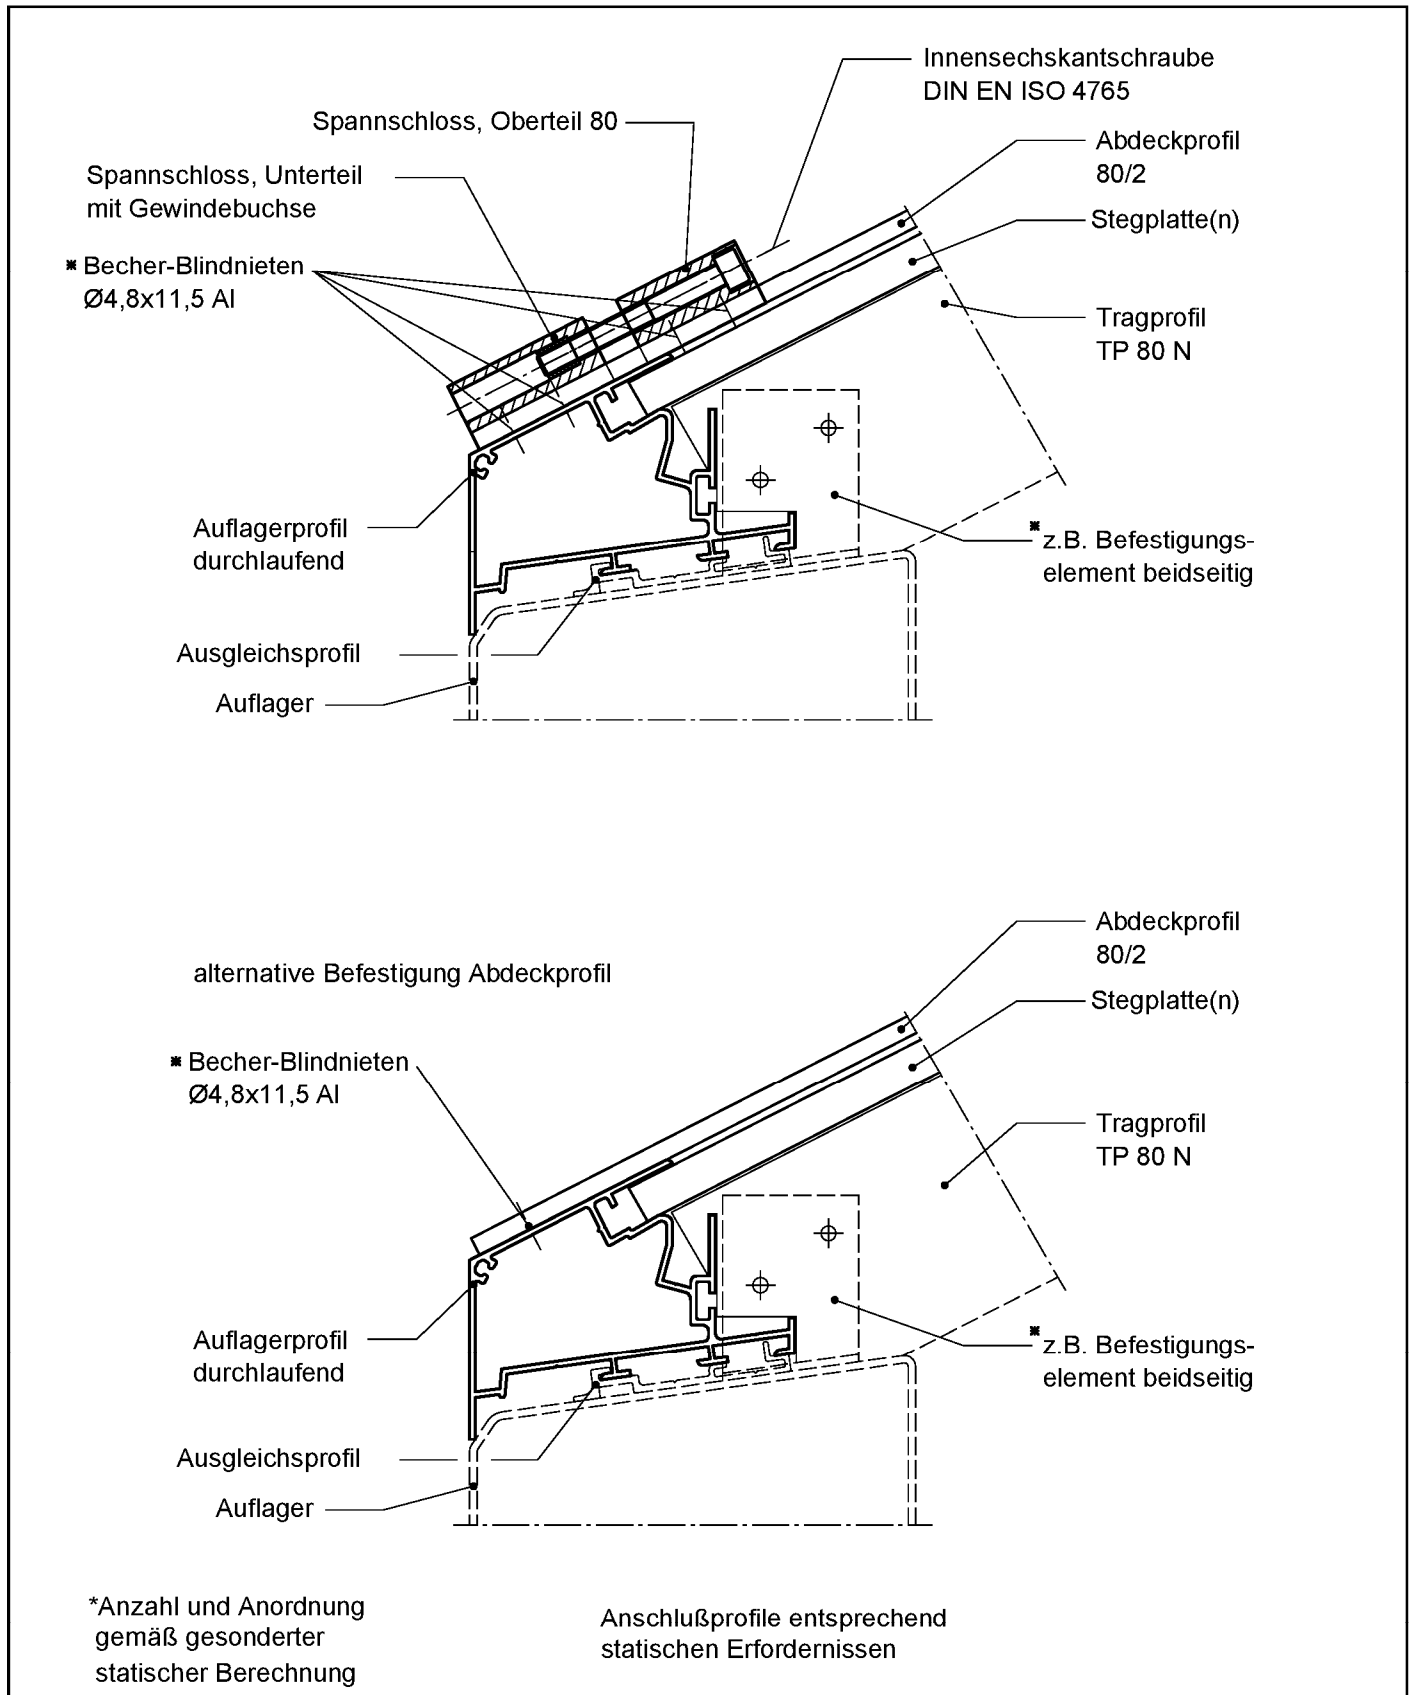 Innensechskantschraube
DIN EN ISO 4765
Spannschloss, Oberteil 80
Abdeckprofil
80/2
Spannschloss, Unterteil
mit Gewindebuchse
Stegplatte(n)
* Becher-Blindnieten
Ø4,8x11,5 Al
Tragprofil
TP 80 N
Auflagerprofil
durchlaufend
* z.B. Befestigungs-
element beidseitig
Ausgleichsprofil
Auflager
Abdeckprofil
80/2
alternative Befestigung Abdeckprofil
Stegplatte(n)
* Becher-Blindnieten
Ø4,8x11,5 Al
Tragprofil
TP 80 N
Auflagerprofil
durchlaufend
* z.B. Befestigungs-
element beidseitig
Ausgleichsprofil
Auflager
*Anzahl und Anordnung
gemäß gesonderter
statischer Berechnung
Anschlußprofile entsprechend
statischen Erfordernissen